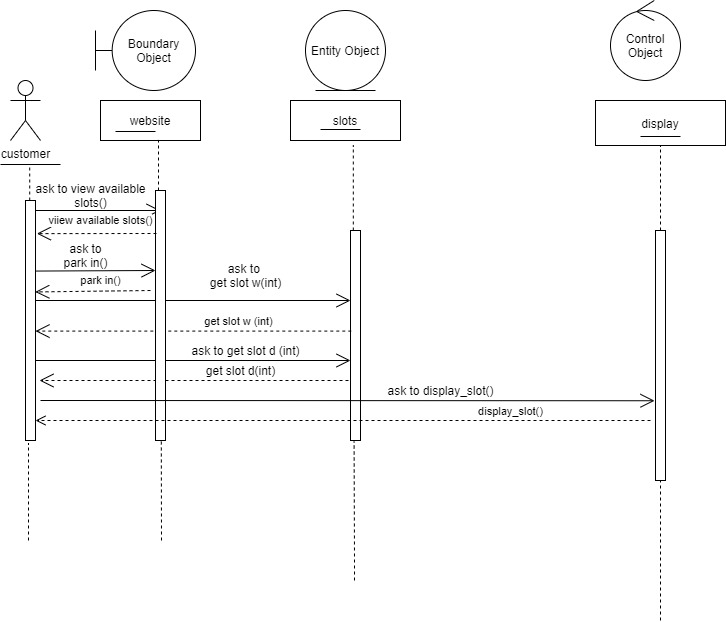 Boundary
Object
Entity Object
Control
Object
website
slots
display
customer
ask to view available
slots()
viiew available slots()
ask to
park in()
park in()
ask to
get slot w(int)
get slot w (int)
ask to get slot d (int)
get slot d(int)
ask to display_slot()
display_slot()